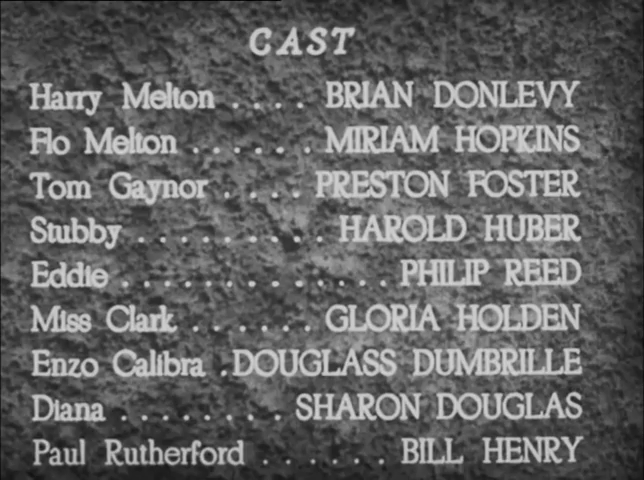 CAST
Harry Melton . . . . BRIAN DONLEVY
Flo Melton . . . . . . MIRIAM HOPKINS
Tom Gaynor . . . . PRESTON FOSTER
Stubby . . . . . . . . . HAROLD HUBER
Eddie . . . . . . . . . . . . . PHILIP REED
Miss Clark . . . . . . GLORIA HOLDEN
Enzo Calibra . DOUGLASS DUMBRILLE
Diana . . . . . . . . SHARON DOUGLAS
Paul Rutherford . . . . . . BILL HENRY